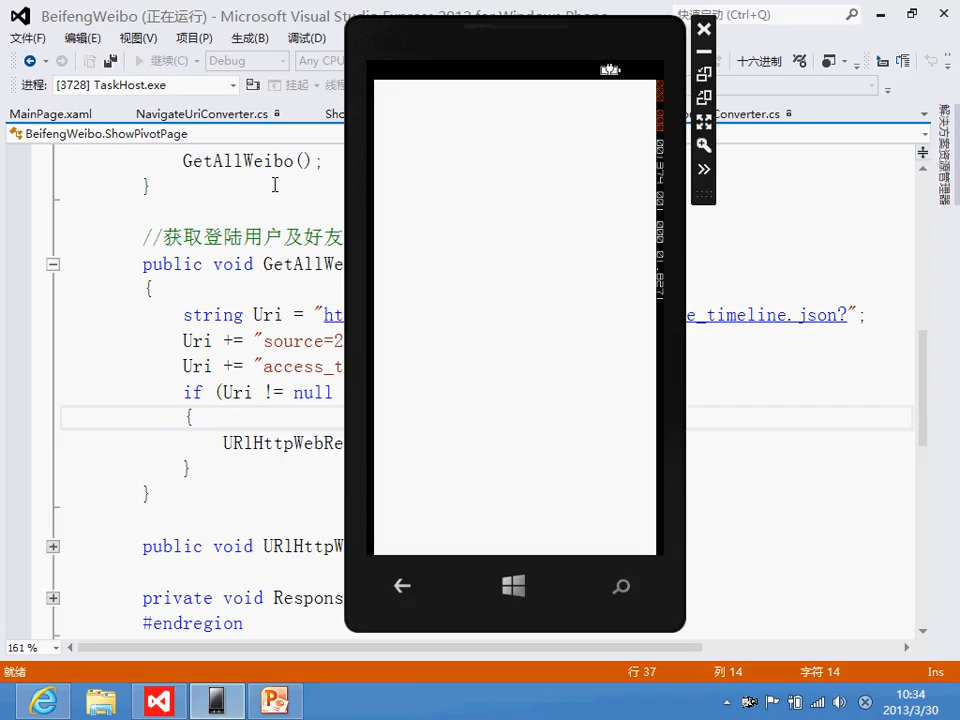 BeifengWeibo (正在运行) - Microsoft Visual Studio Express 2012 for Windows Phone
快速启动 (Ctrl+Q)
文件(F) 编辑(E) 视图(V) 项目(P) 生成(B) 调试(D)
继续(C) Debug Any CPU 十六进制
进程: [3728] TaskHost.exe 挂起 线程
MainPage.xaml NavigateUriConverter.cs Sho Converter.cs
BeifengWeibo.ShowPivotPage
解决方案资源管理器
GetAllWeibo();
}
//获取登陆用户及好友
public void GetAllWe
{
string Uri = "ht e_timeline.json?";
Uri += "source=2
Uri += "access_t
if (Uri != null
{
URlHttpWebRe
}
}
public void URlHttpW
private void Respons
#endregion
161 %
就绪 行 37 列 14 字符 14 Ins
10:34
2013/3/30